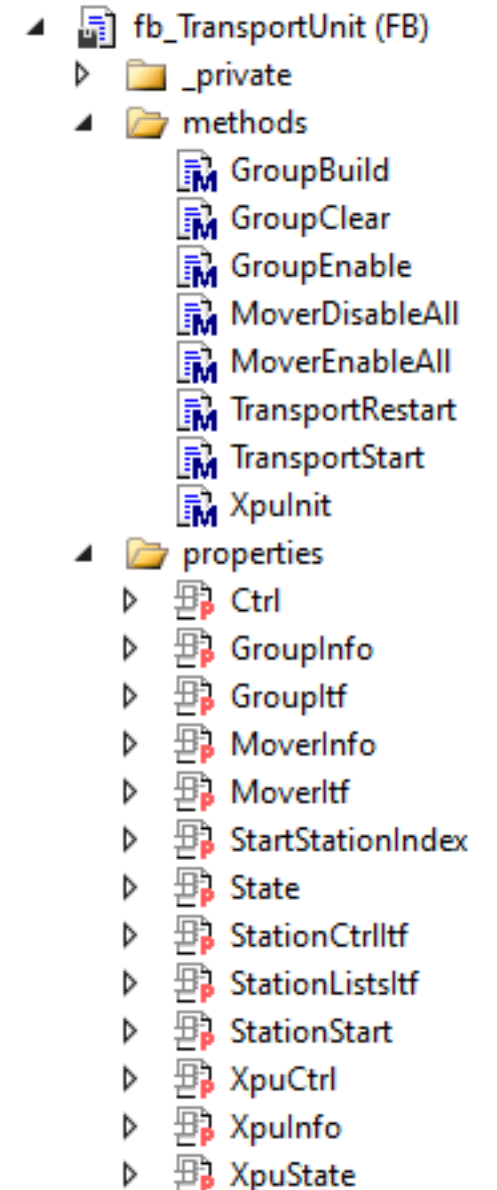 fb_TransportUnit (FB)
_private
methods
GroupBuild
GroupClear
GroupEnable
MoverDisableAll
MoverEnableAll
TransportRestart
TransportStart
XpuInit
properties
Ctrl
GroupInfo
GroupItf
MoverInfo
MoverItf
StartStationIndex
State
StationCtrlItf
StationListsItf
StationStart
XpuCtrl
XpuInfo
XpuState